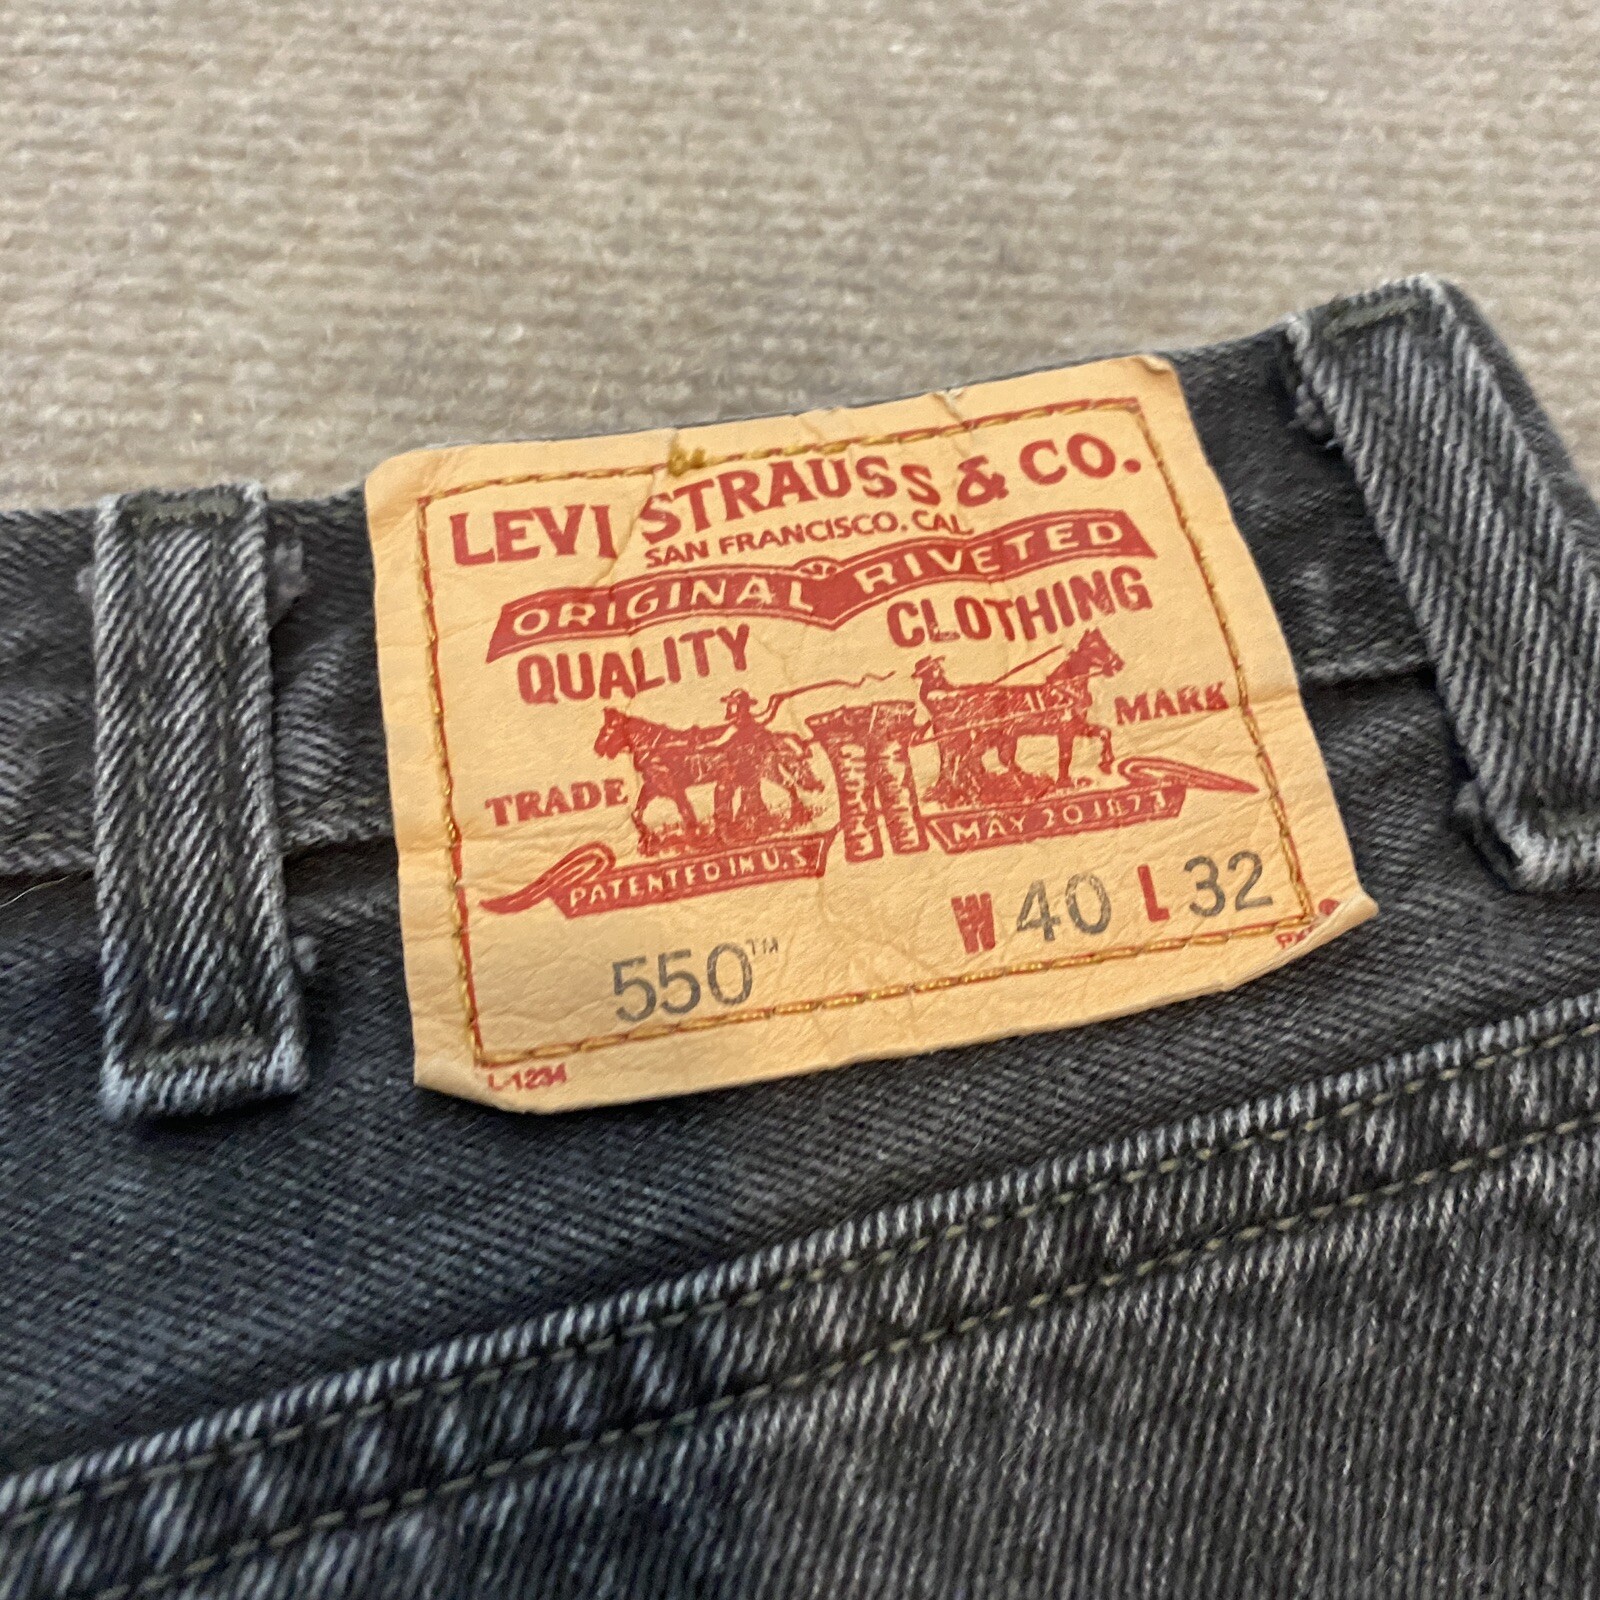 LEVI STRAUSS & CO.
SAN FRANCISCO, CAL
ORIGINAL RIVETED
QUALITY CLOTHING
TRADE MARK
PATENTED IN U.S.
MAY 20 1873
550™ W 40 L 32
L-1234